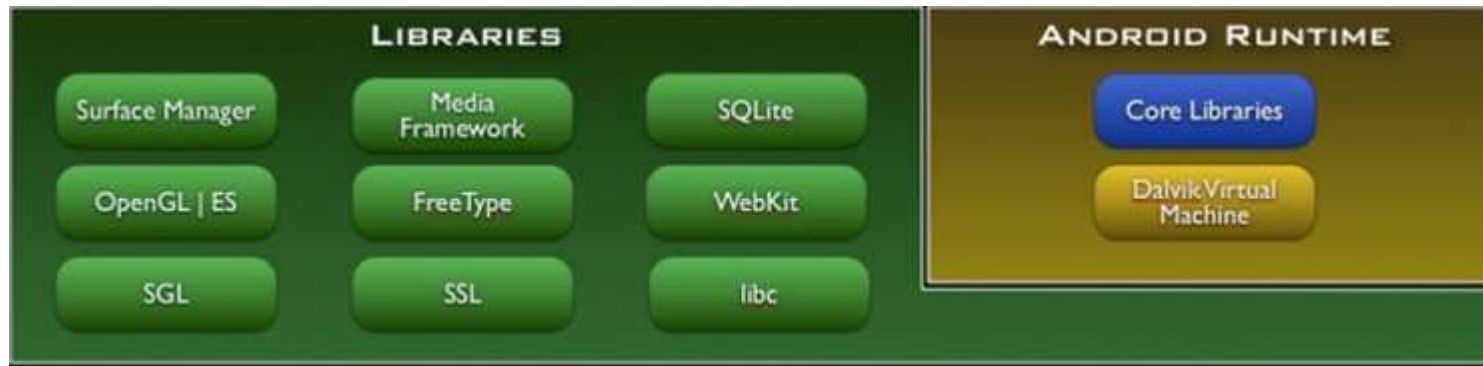 LIBRARIES
Surface Manager
Media
Framework
SQLite
OpenGL | ES
FreeType
WebKit
SGL
SSL
libc
ANDROID RUNTIME
Core Libraries
Dalvik Virtual
Machine